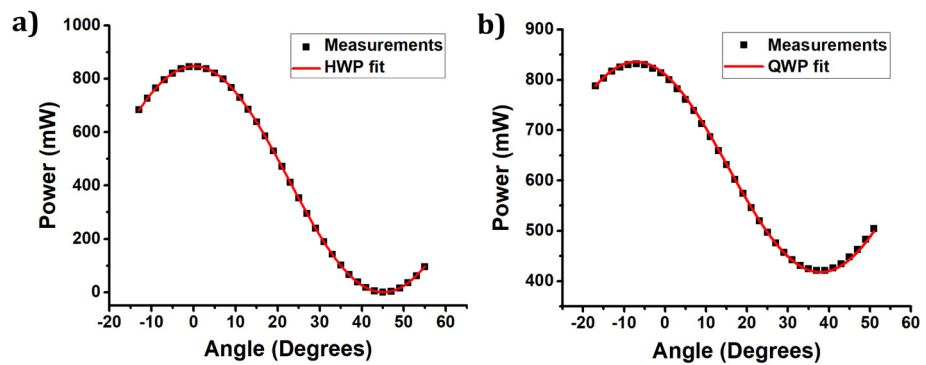 a)
1000
800
600
400
200
0
-20 -10 0 10 20 30 40 50 60
Power (mW)
Angle (Degrees)
Measurements
HWP fit
b)
900
800
700
600
500
400
-20 -10 0 10 20 30 40 50 60
Power (mW)
Angle (Degrees)
Measurements
QWP fit